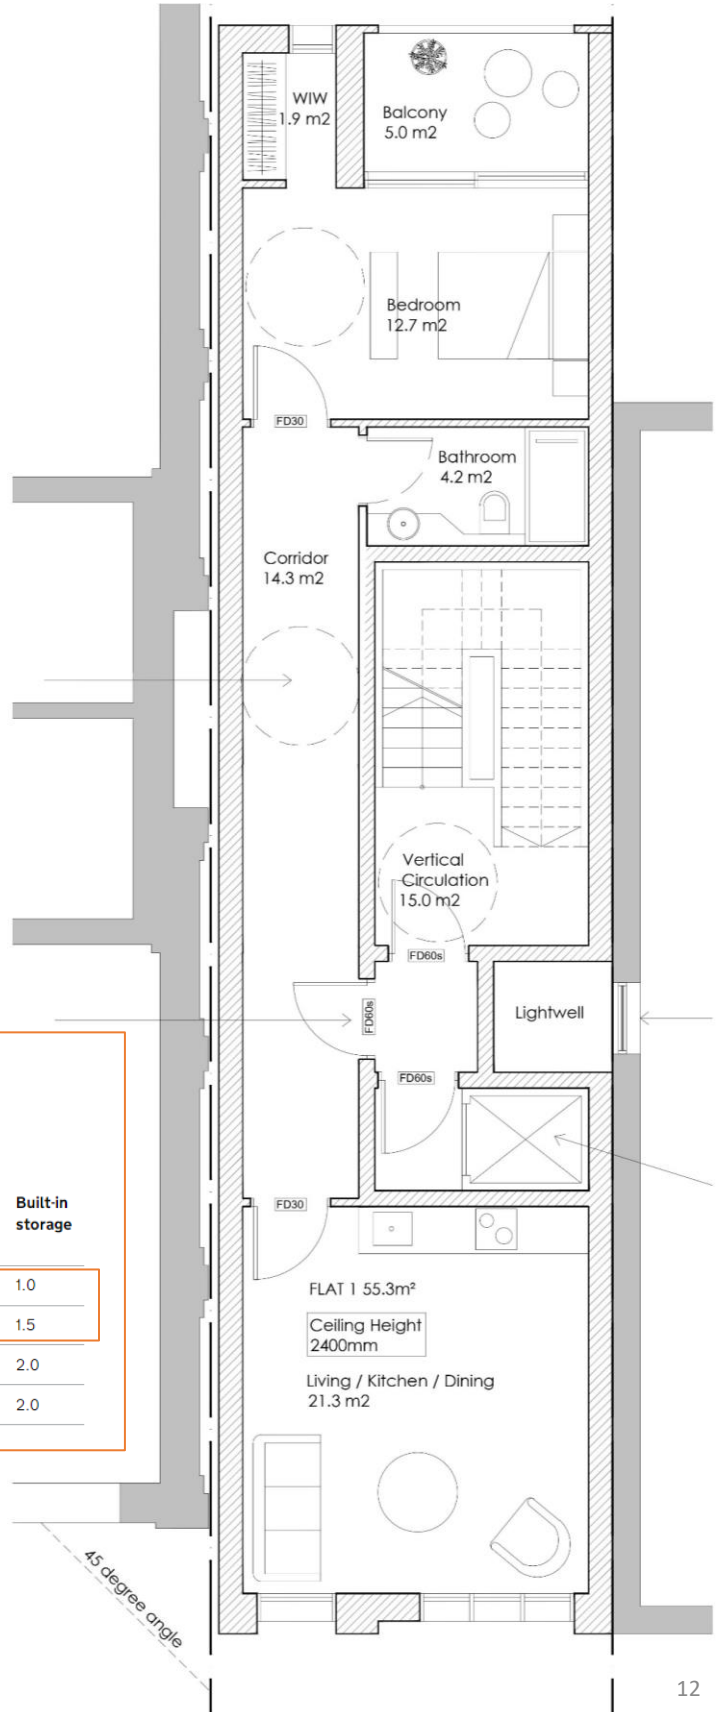 WIW
1.9 m2
Balcony
5.0 m2
Bedroom
12.7 m2
FD30
Bathroom
4.2 m2
Corridor
14.3 m2
Vertical
Circulation
15.0 m2
FD60s
Lightwell
FD60s
FD60s
Built-in
storage
1.0
1.5
2.0
2.0
FD30
FLAT 1 55.3m²
Ceiling Height
2400mm
Living / Kitchen / Dining
21.3 m2
45 degree angle
12